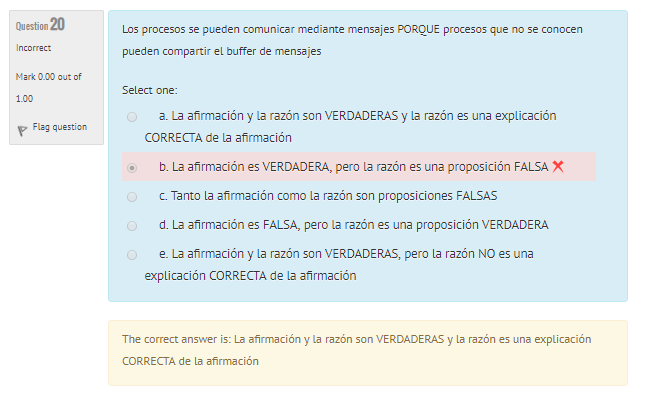 Question 20
Incorrect
Mark 0.00 out of
1.00
Flag question
Los procesos se pueden comunicar mediante mensajes PORQUE procesos que no se conocen
pueden compartir el buffer de mensajes
Select one:
a. La afirmación y la razón son VERDADERAS y la razón es una explicación
CORRECTA de la afirmación
b. La afirmación es VERDADERA, pero la razón es una proposición FALSA
c. Tanto la afirmación como la razón son proposiciones FALSAS
d. La afirmación es FALSA, pero la razón es una proposición VERDADERA
e. La afirmación y la razón son VERDADERAS, pero la razón NO es una
explicación CORRECTA de la afirmación
The correct answer is: La afirmación y la razón son VERDADERAS y la razón es una explicación
CORRECTA de la afirmación